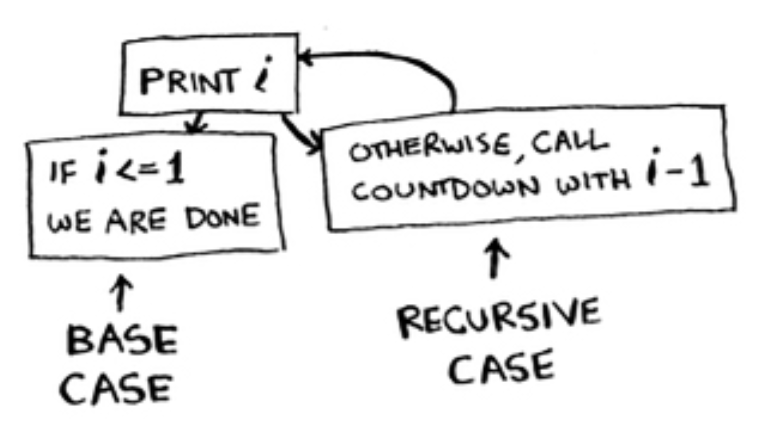 PRINT i
IF i<=1
WE ARE DONE
OTHERWISE, CALL
COUNTDOWN WITH i-1
BASE
CASE
RECURSIVE
CASE